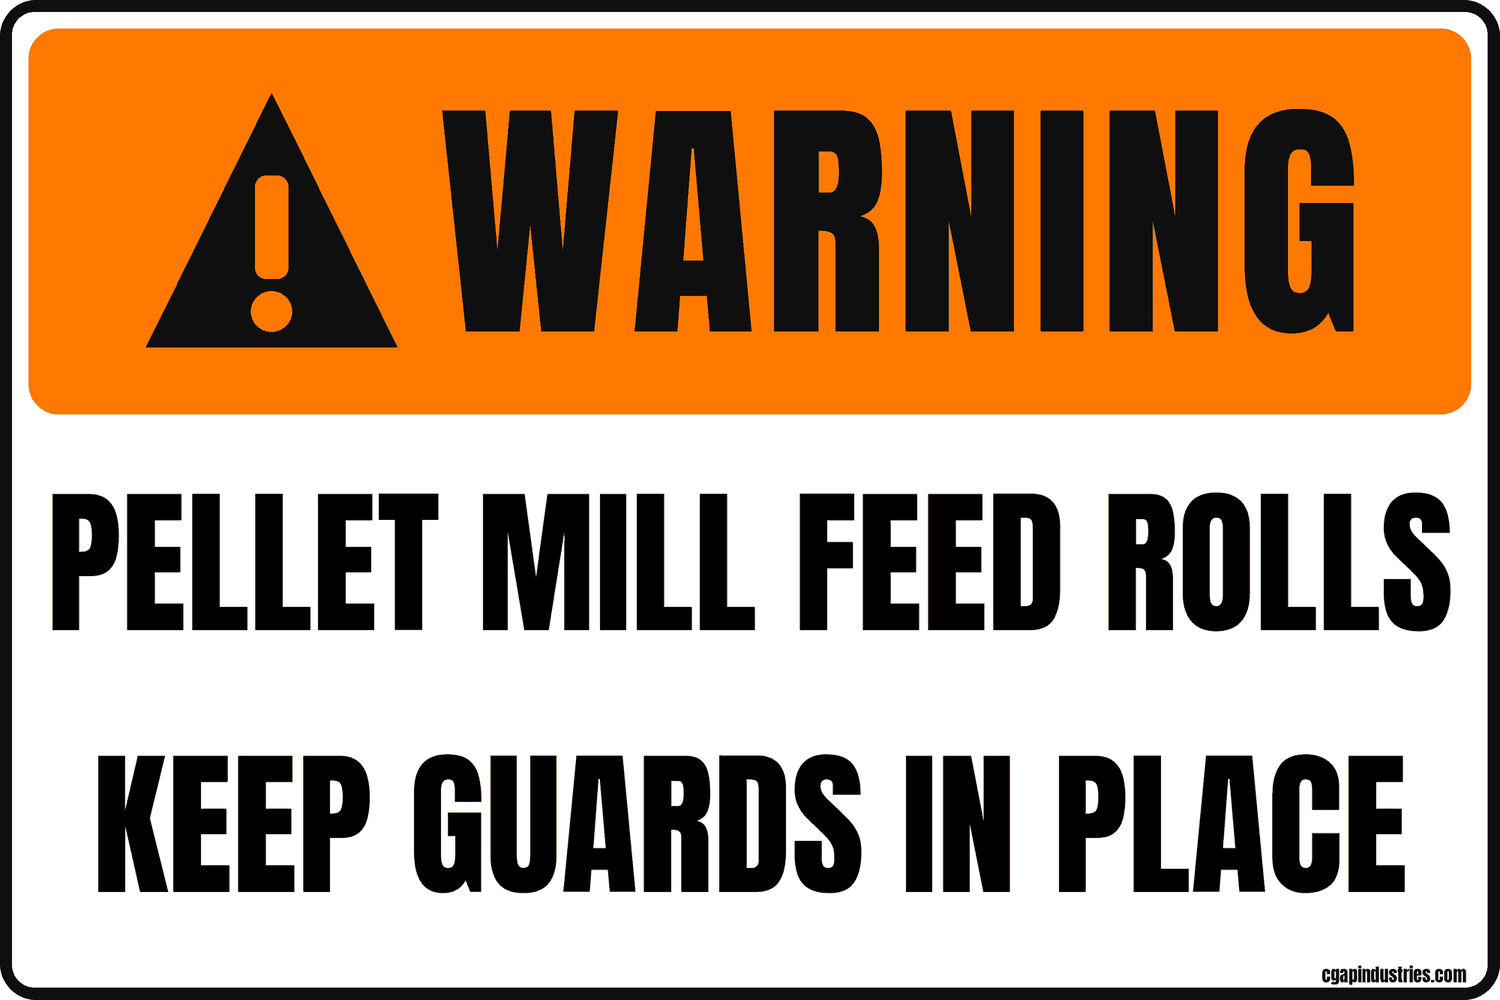 WARNING
PELLET MILL FEED ROLLS
KEEP GUARDS IN PLACE
cgapindustries.com